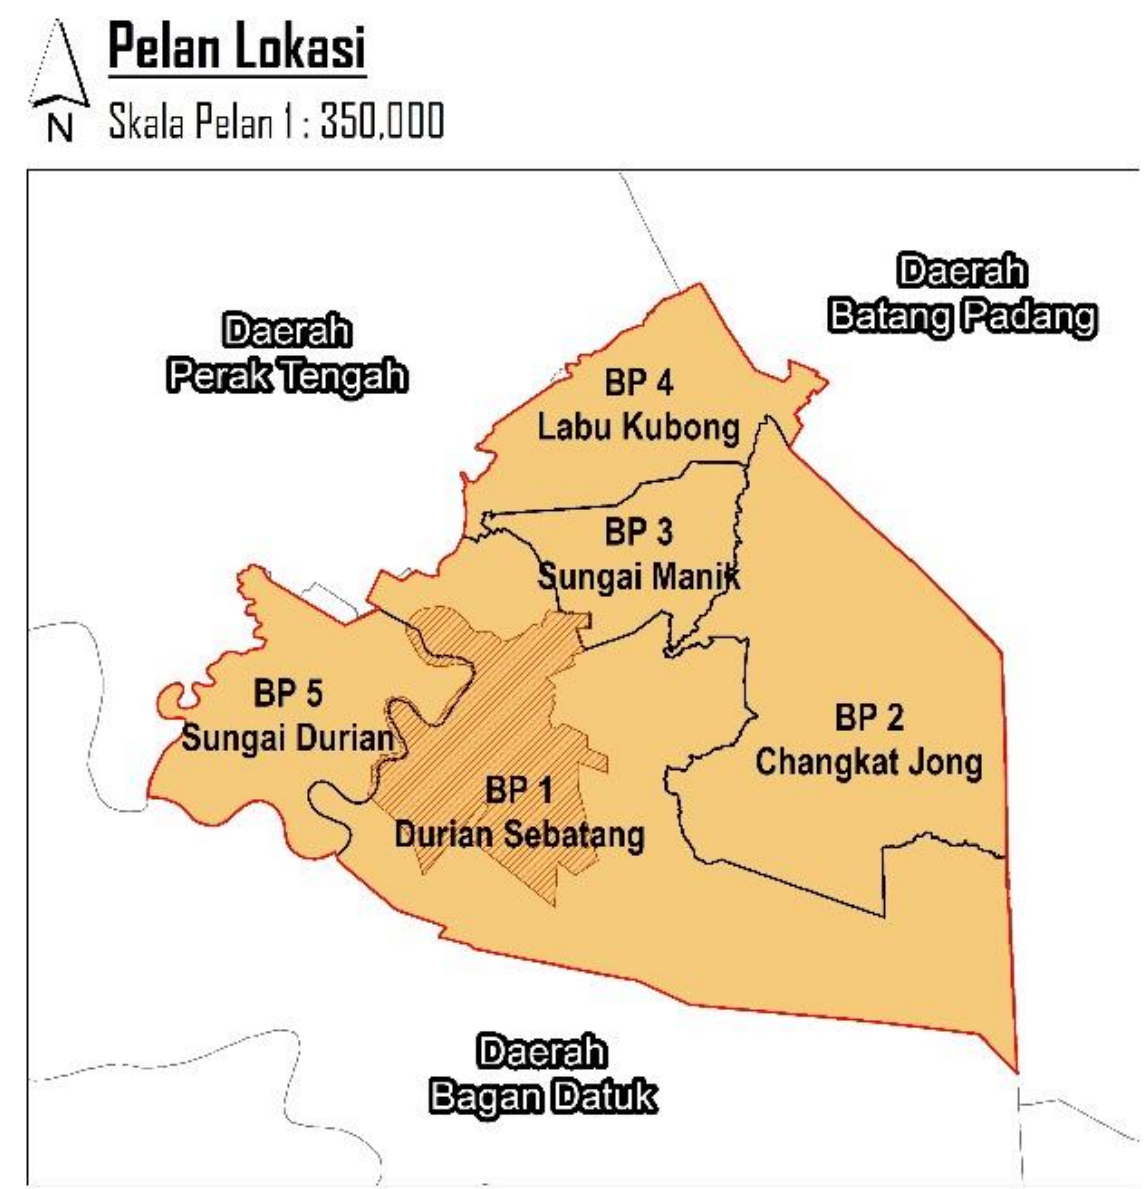 Pelan Lokasi
N
Skala Pelan 1 : 350,000
Daerah
Batang Padang
Daerah
Perak Tengah
BP 4
Labu Kubong
BP 3
Sungai Manik
BP 5
Sungai Durian
BP 2
Changkat Jong
BP 1
Durian Sebatang
Daerah
Bagan Datuk